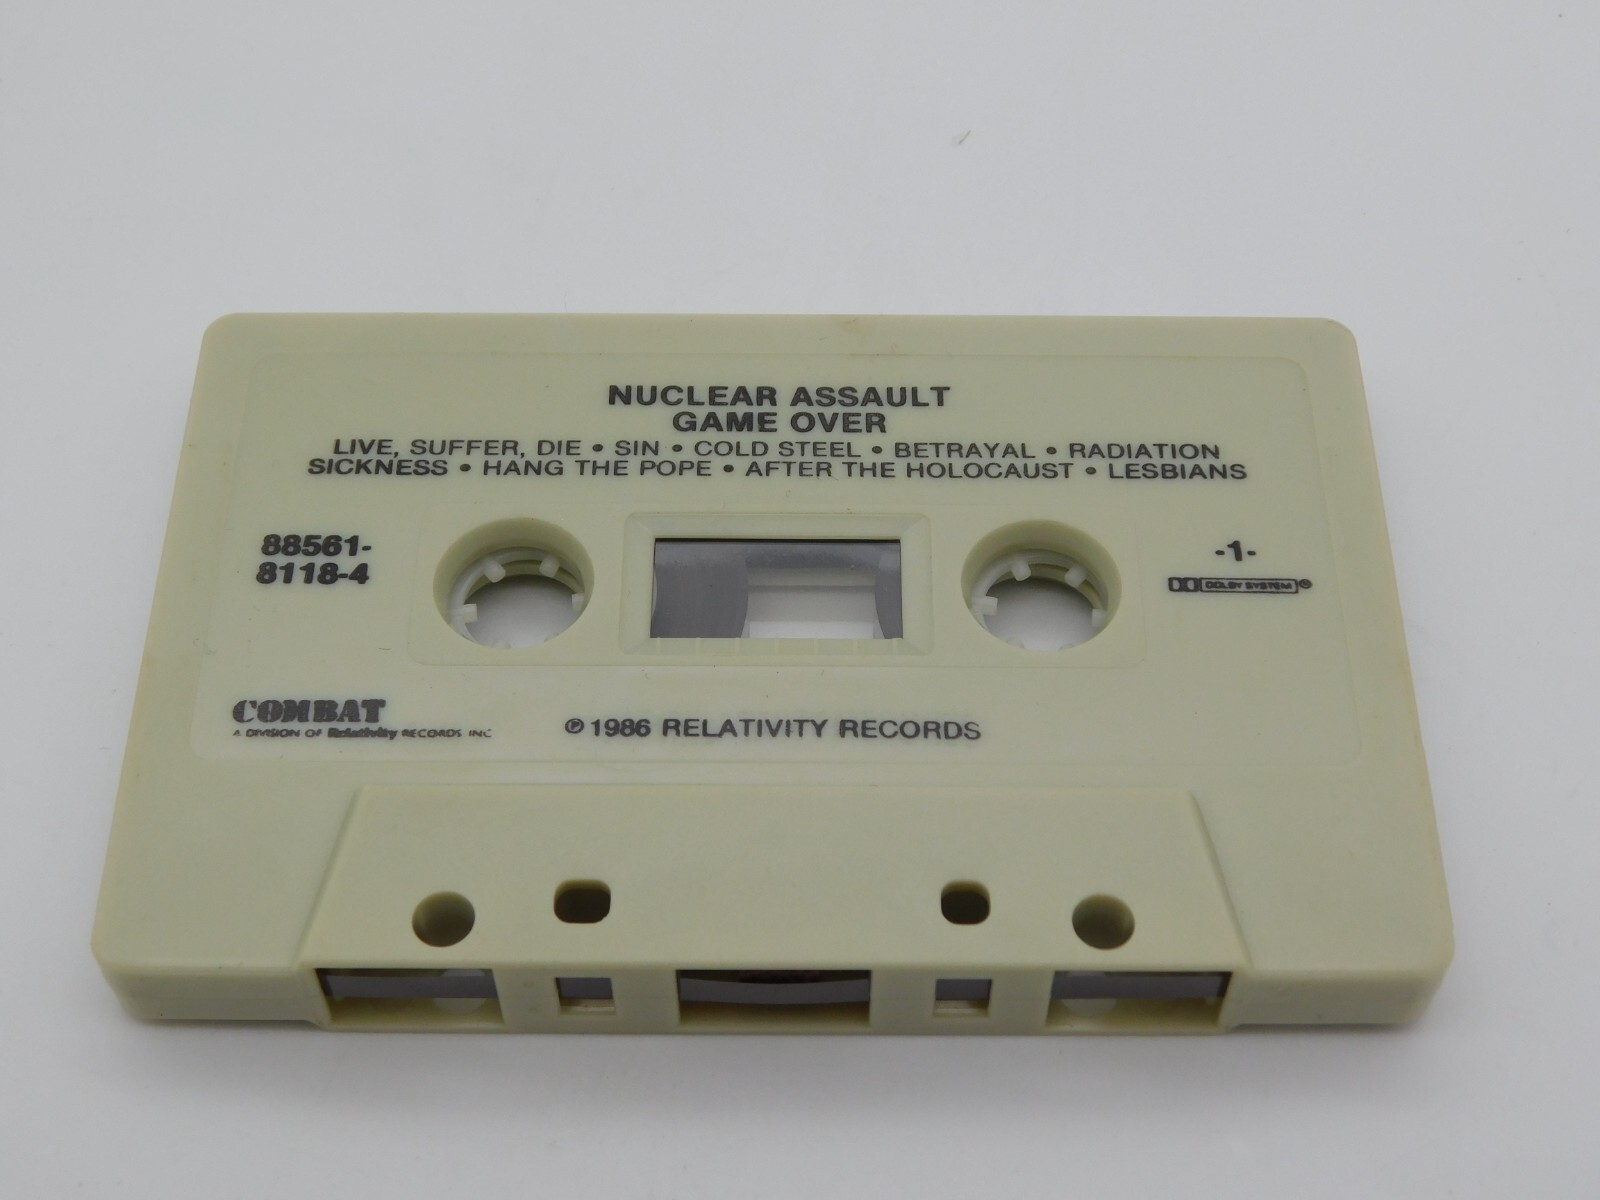 NUCLEAR ASSAULT
GAME OVER
LIVE, SUFFER, DIE • SIN • COLD STEEL • BETRAYAL • RADIATION
SICKNESS • HANG THE POPE • AFTER THE HOLOCAUST • LESBIANS
88561-
8118-4
-1-
DOLBY SYSTEM ®
COMBAT
A DIVISION OF Relativity RECORDS, INC
℗ 1986 RELATIVITY RECORDS